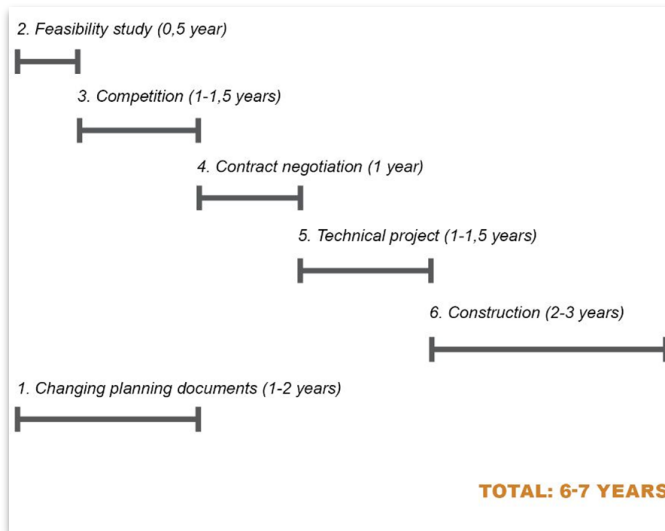 2. Feasibility study (0,5 year)
3. Competition (1-1,5 years)
4. Contract negotiation (1 year)
5. Technical project (1-1,5 years)
6. Construction (2-3 years)
1. Changing planning documents (1-2 years)
TOTAL: 6-7 YEARS